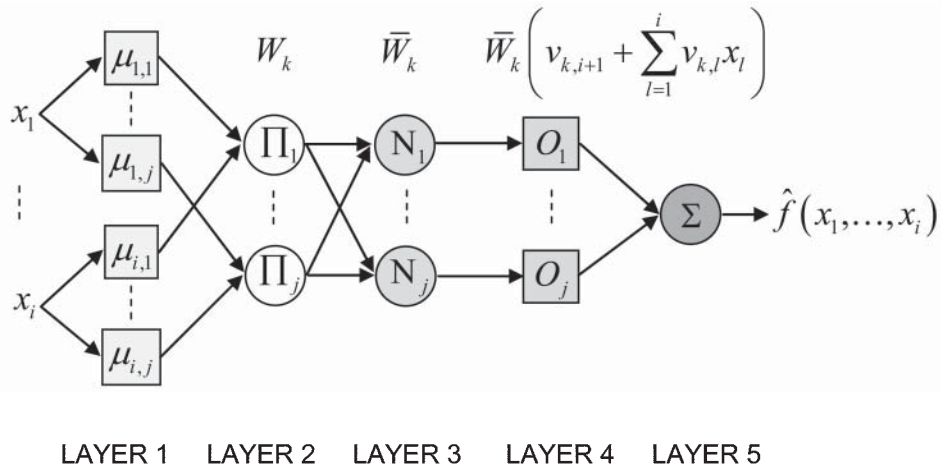 W_k W̄_k W̄_k ( v_{k,i+1} + ∑_{l=1}^{i} v_{k,l} x_l )
μ_{1,1}
x_1
μ_{1,j}
μ_{i,1}
x_i
μ_{i,j}
Π_1 N_1 O_1
Π_j N_j O_j
Σ
f̂(x_1,…,x_i)
LAYER 1 LAYER 2 LAYER 3 LAYER 4 LAYER 5